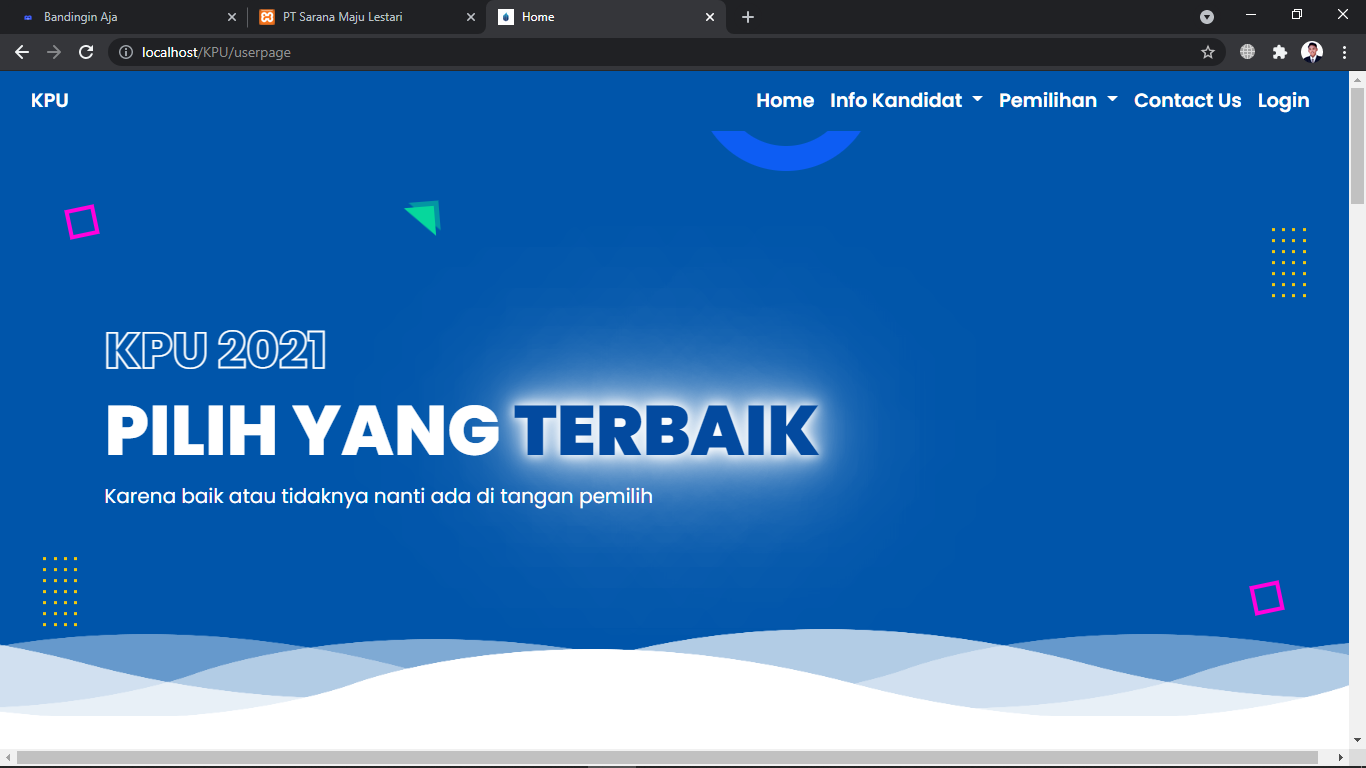 Bandingin Aja
PT Sarana Maju Lestari
Home
localhost/KPU/userpage
KPU
Home
Info Kandidat
Pemilihan
Contact Us
Login
KPU 2021
PILIH YANG TERBAIK
Karena baik atau tidaknya nanti ada di tangan pemilih